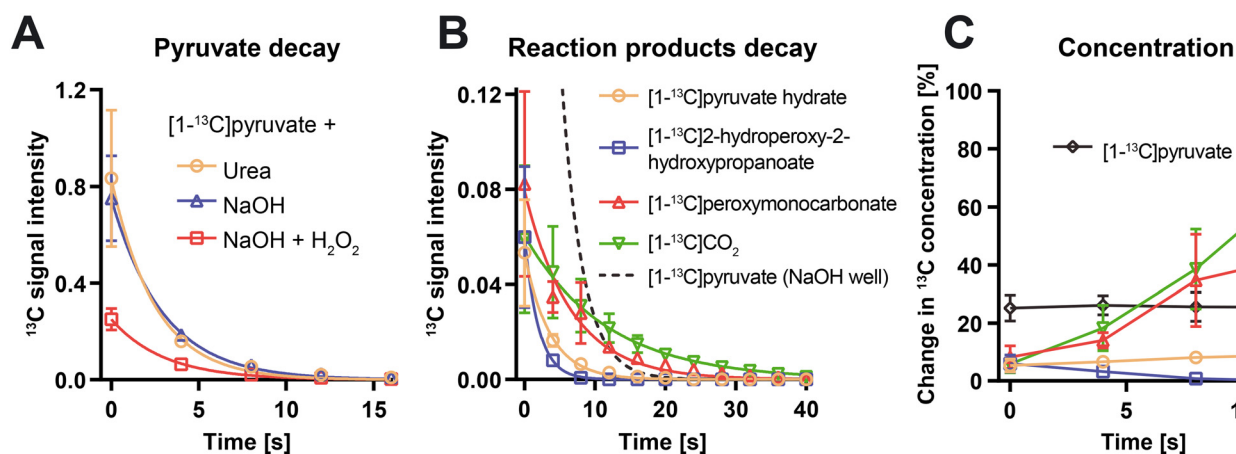 A
Pyruvate decay
¹³C signal intensity
1.2
0.8
0.4
0.0
[1-¹³C]pyruvate +
Urea
NaOH
NaOH + H₂O₂
0
5
10
15
Time [s]
B
Reaction products decay
¹³C signal intensity
0.12
0.08
0.04
0.00
[1-¹³C]pyruvate hydrate
[1-¹³C]2-hydroperoxy-2-
hydroxypropanoate
[1-¹³C]peroxymonocarbonate
[1-¹³C]CO₂
[1-¹³C]pyruvate (NaOH well)
0
10
20
30
40
Time [s]
C
Concentration
Change in ¹³C concentration [%]
100
80
60
40
20
0
[1-¹³C]pyruvate
0
5
1
Time [s]